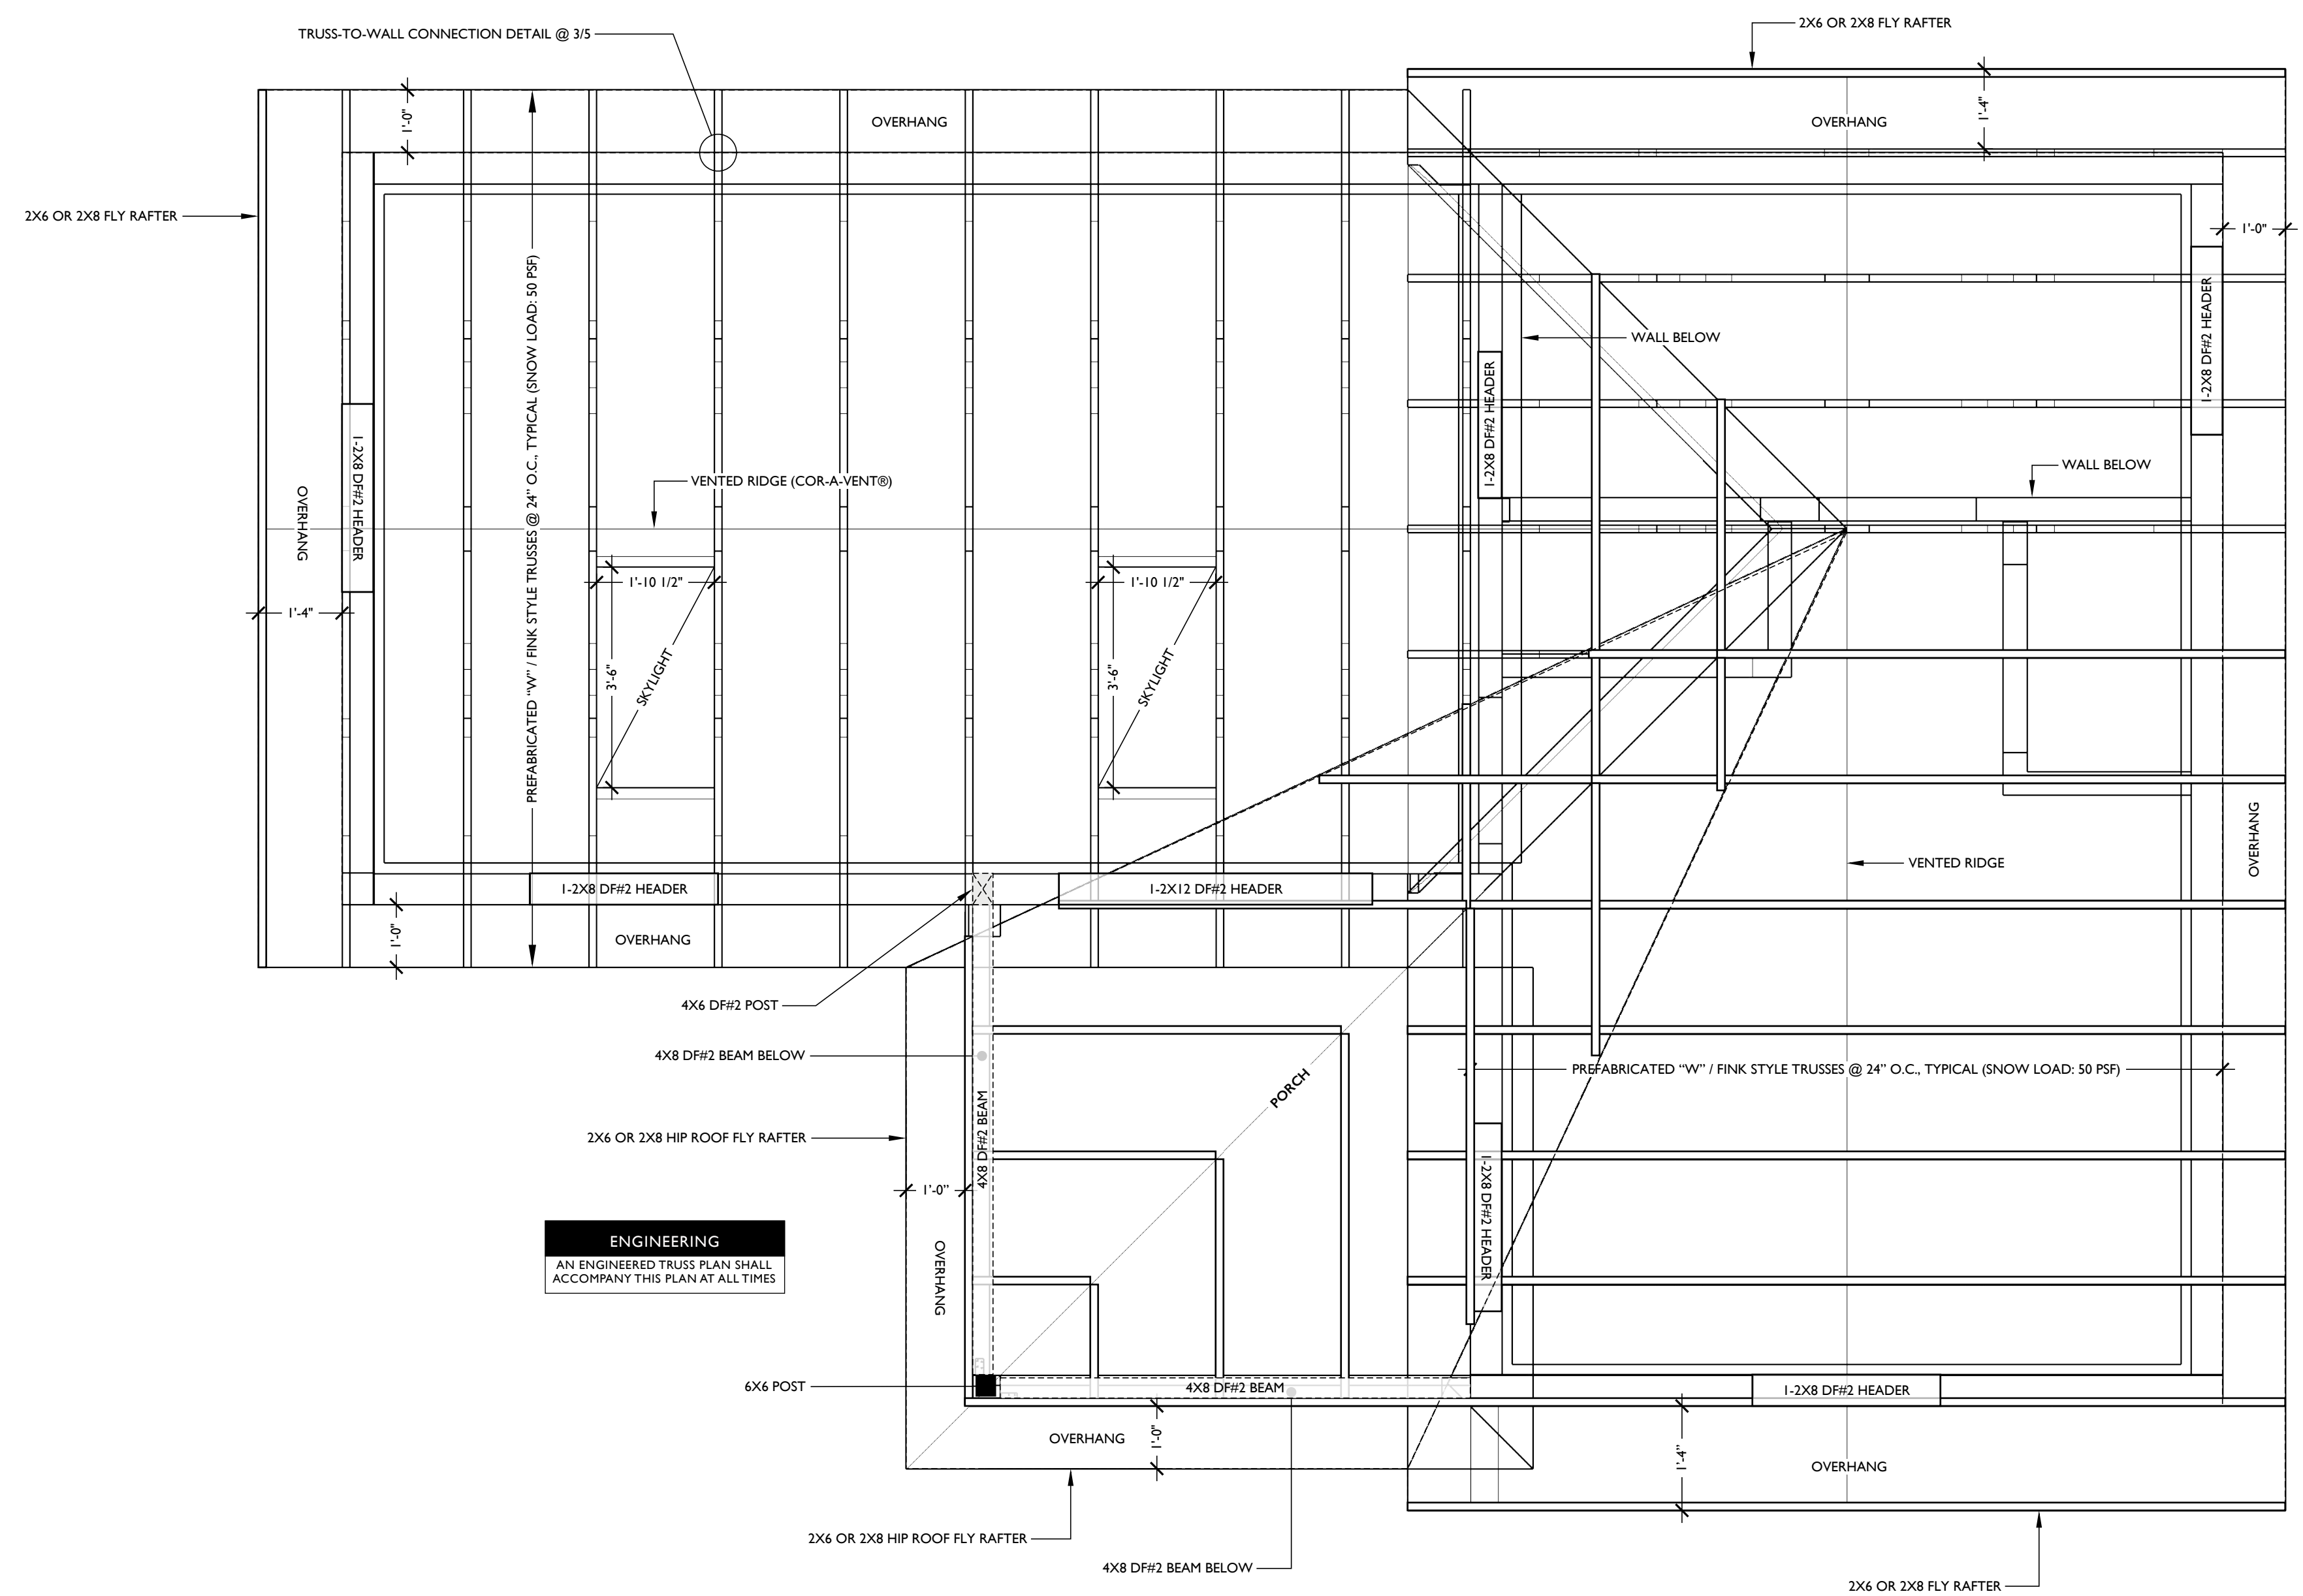 2X6 OR 2X8 FLY RAFTER
TRUSS-TO-WALL CONNECTION DETAIL @ 3/5
1'-0"
OVERHANG
1'-4"
OVERHANG
2X6 OR 2X8 FLY RAFTER
1'-0"
PREFABRICATED “W” / FINK STYLE TRUSSES @ 24” O.C., TYPICAL (SNOW LOAD: 50 PSF)
WALL BELOW
1-2X8 DF#2 HEADER
1-2X8 DF#2 HEADER
1-2X8 DF#2 HEADER
WALL BELOW
VENTED RIDGE (COR-A-VENT®)
OVERHANG
1'-10 1/2"
1'-10 1/2"
1'-4"
3'-6"
SKYLIGHT
3'-6"
SKYLIGHT
OVERHANG
VENTED RIDGE
1-2X8 DF#2 HEADER
1-2X12 DF#2 HEADER
1'-0"
OVERHANG
4X6 DF#2 POST
4X8 DF#2 BEAM BELOW
PREFABRICATED “W” / FINK STYLE TRUSSES @ 24” O.C., TYPICAL (SNOW LOAD: 50 PSF)
PORCH
4X8 DF#2 BEAM
2X6 OR 2X8 HIP ROOF FLY RAFTER
1'-0”
1-2X8 DF#2 HEADER
ENGINEERING
AN ENGINEERED TRUSS PLAN SHALL
ACCOMPANY THIS PLAN AT ALL TIMES
OVERHANG
6X6 POST
4X8 DF#2 BEAM
1-2X8 DF#2 HEADER
OVERHANG
1'-0"
1'-4”
OVERHANG
2X6 OR 2X8 HIP ROOF FLY RAFTER
4X8 DF#2 BEAM BELOW
2X6 OR 2X8 FLY RAFTER